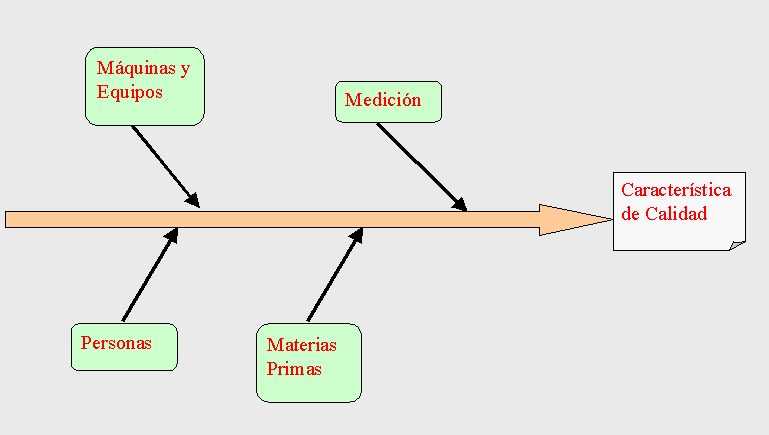 Máquinas y
Equipos
Medición
Característica
de Calidad
Personas
Materias
Primas